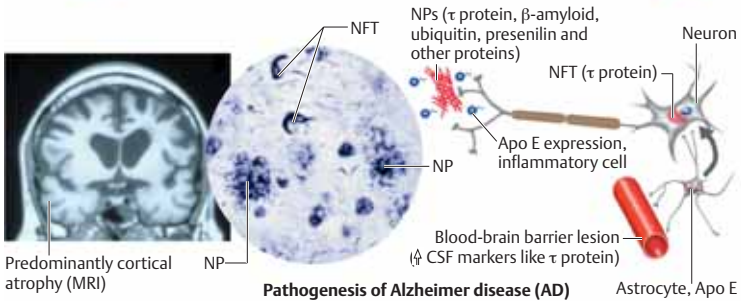 NFT
NPs (τ protein, β-amyloid,
ubiquitin, presenilin and
other proteins)
Neuron
NFT (τ protein)
Apo E expression,
inflammatory cell
NP
Blood-brain barrier lesion
(⇧ CSF markers like τ protein)
Predominantly cortical
atrophy (MRI)
NP
Astrocyte, Apo E
Pathogenesis of Alzheimer disease (AD)